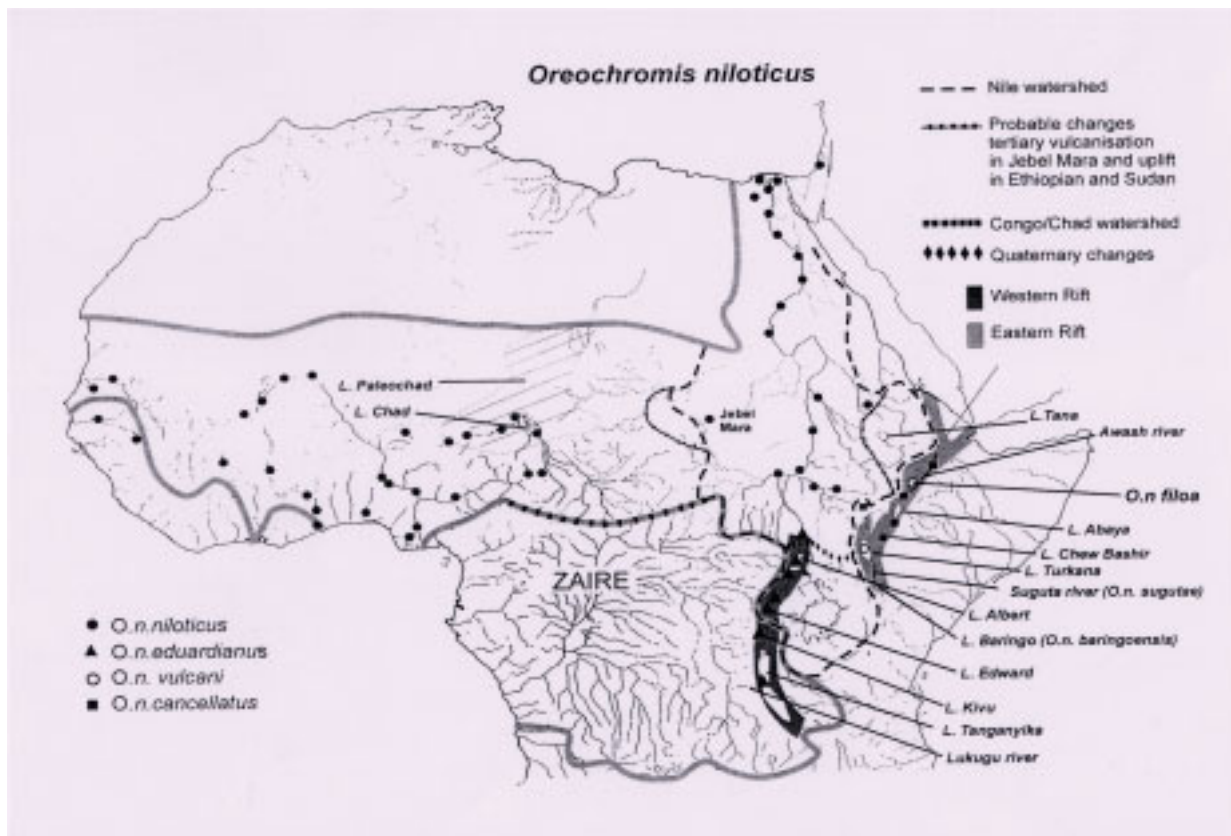 Oreochromis niloticus
Nile watershed
Probable changes
tertiary vulcanisation
in Jebel Mara and uplift
in Ethiopian and Sudan
Congo/Chad watershed
Quaternary changes
Western Rift
Eastern Rift
L. Paleochad
L. Chad
Jebel
Mara
L. Tana
Awash river
O.n filoa
L. Abaya
L. Chew Bashir
L. Turkana
Suguta river (O.n. sugutae)
L. Albert
L. Baringo (O.n. baringoensis)
L. Edward
L. Kivu
L. Tanganyika
Lukugu river
ZAIRE
O.n.niloticus
O.n.eduardianus
O.n. vulcani
O.n.cancellatus